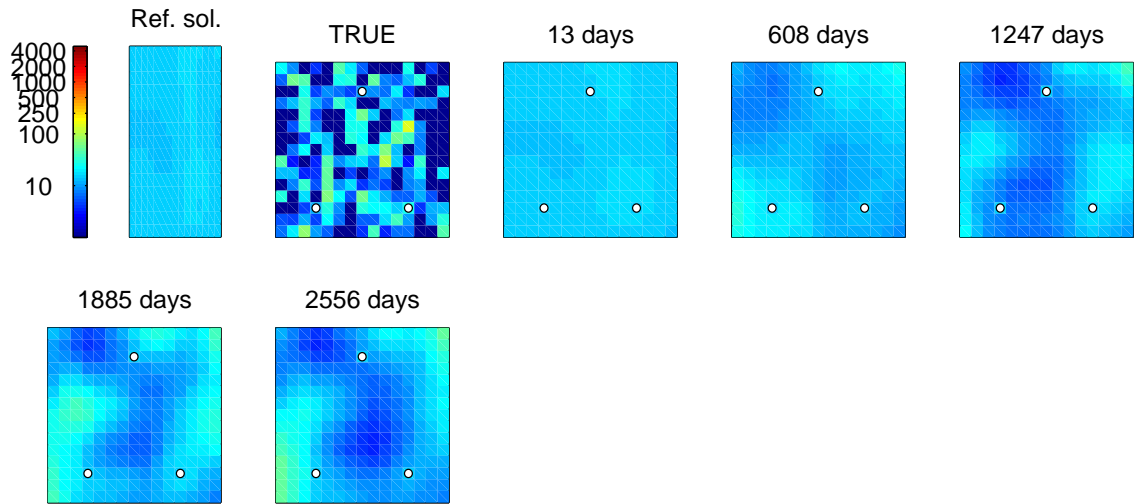 Ref. sol.
TRUE
13 days
608 days
1247 days
4000
2000
1000
500
250
100
10
1885 days
2556 days